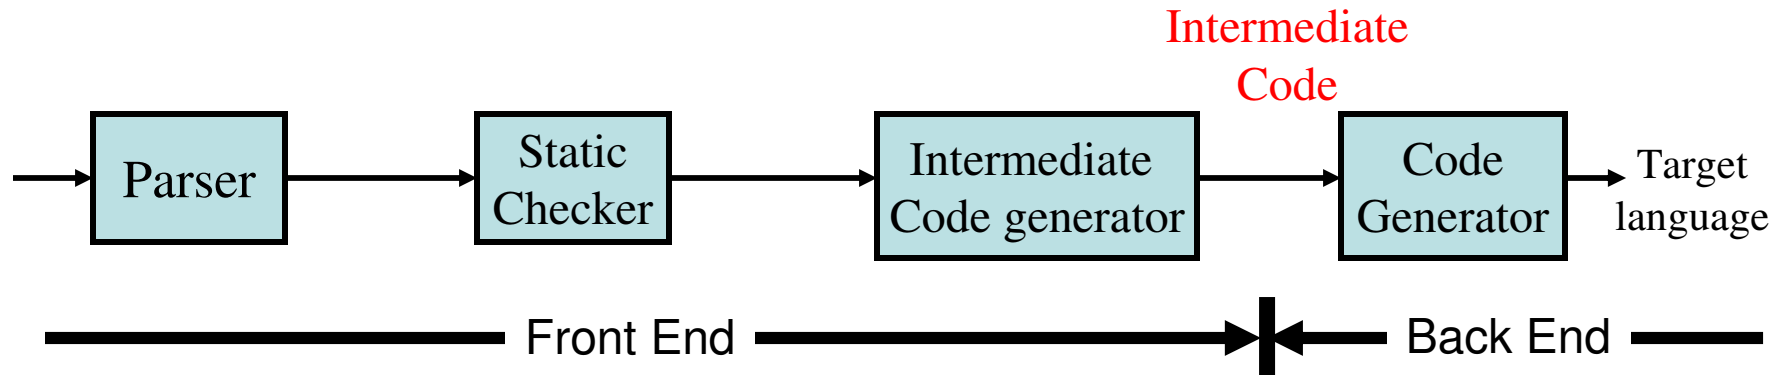 Intermediate
Code
Parser
Static
Checker
Intermediate
Code generator
Code
Generator
Target
language
Front End
Back End